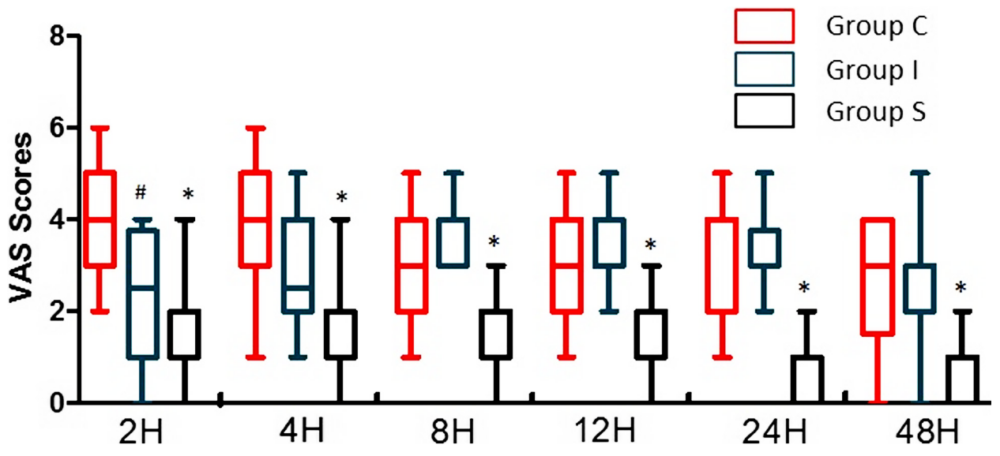 VAS Scores
8
6
4
2
0
Group C
Group I
Group S
# *
*
*
*
*
*
2H 4H 8H 12H 24H 48H